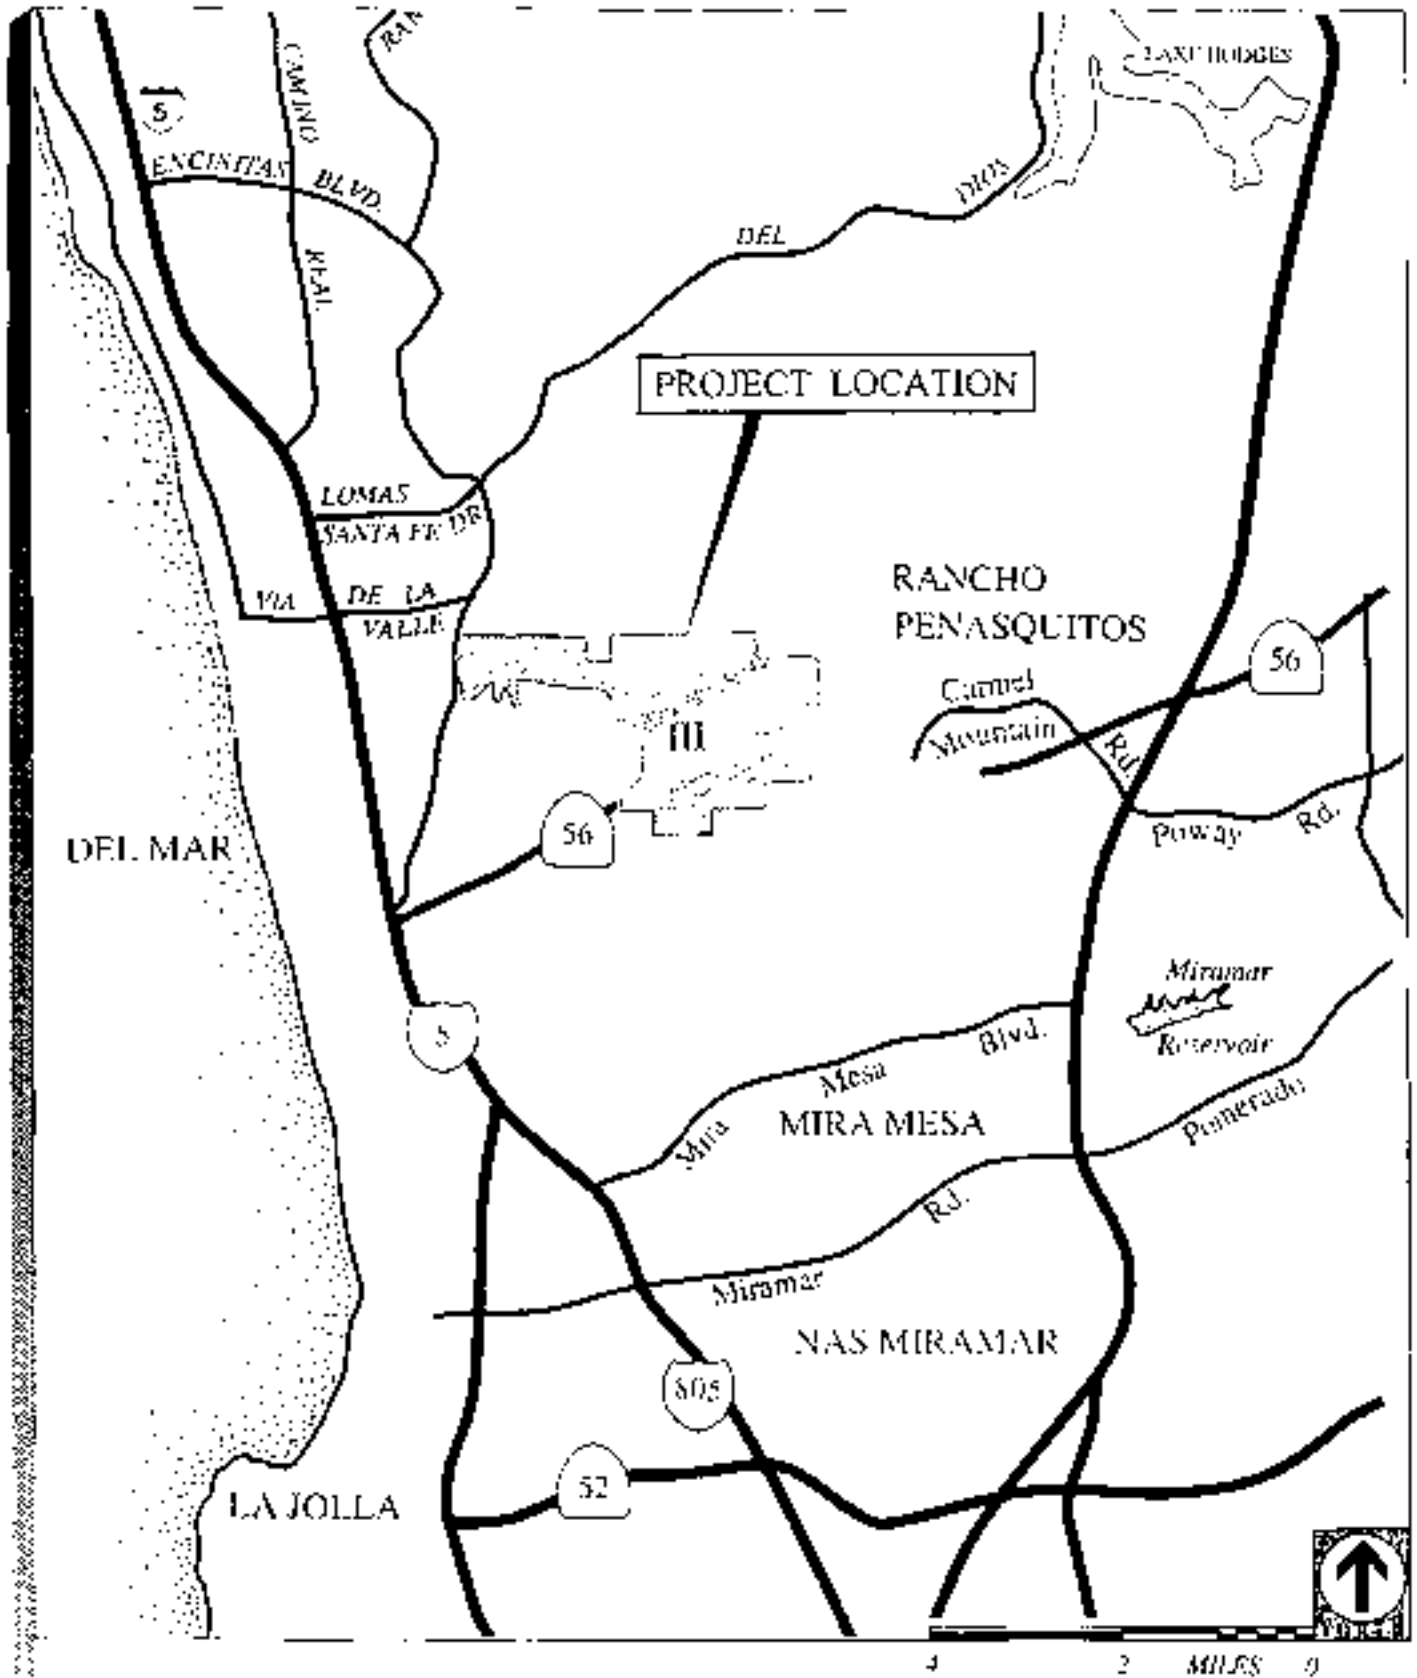 5
CAMINO
RAN
ENCINITAS BLVD.
REAL
DEL
DIOS
PROJECT LOCATION
LOMAS
SANTA FE DR
VIA DE LA
VALLE
RANCHO
PENASQUITOS
56
Carmel
Mountain
Rd.
III
56
DEL MAR
Poway Rd.
5
Miramar
Reservoir
Mira Mesa Blvd.
MIRA MESA
Pomerado
Miramar Rd.
NAS MIRAMAR
805
52
LA JOLLA
4 2 MILES 0